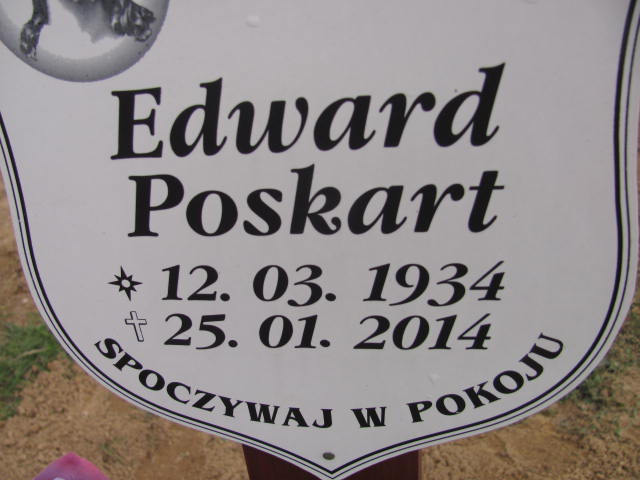 Edward
Poskart
12. 03. 1934
25. 01. 2014
SPOCZYWAJ W POKOJU